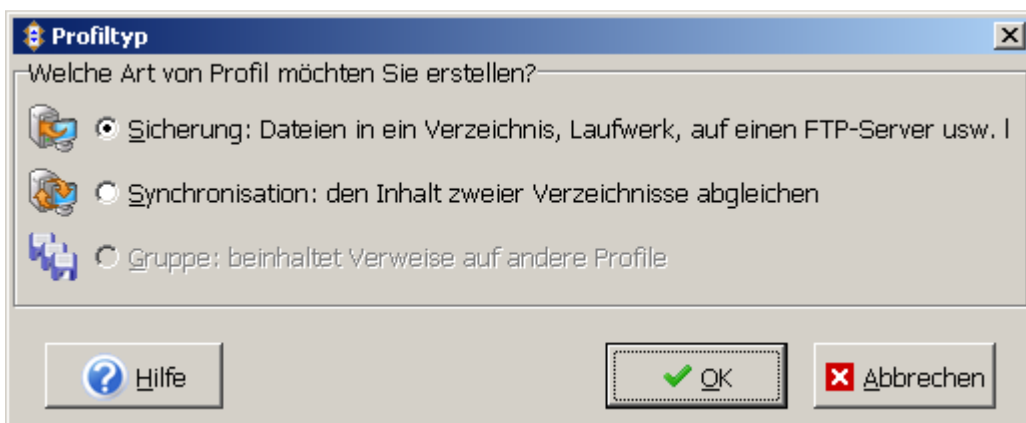 Profiltyp
Welche Art von Profil möchten Sie erstellen?
Sicherung: Dateien in ein Verzeichnis, Laufwerk, auf einen FTP-Server usw.
Synchronisation: den Inhalt zweier Verzeichnisse abgleichen
Gruppe: beinhaltet Verweise auf andere Profile
Hilfe
OK
Abbrechen